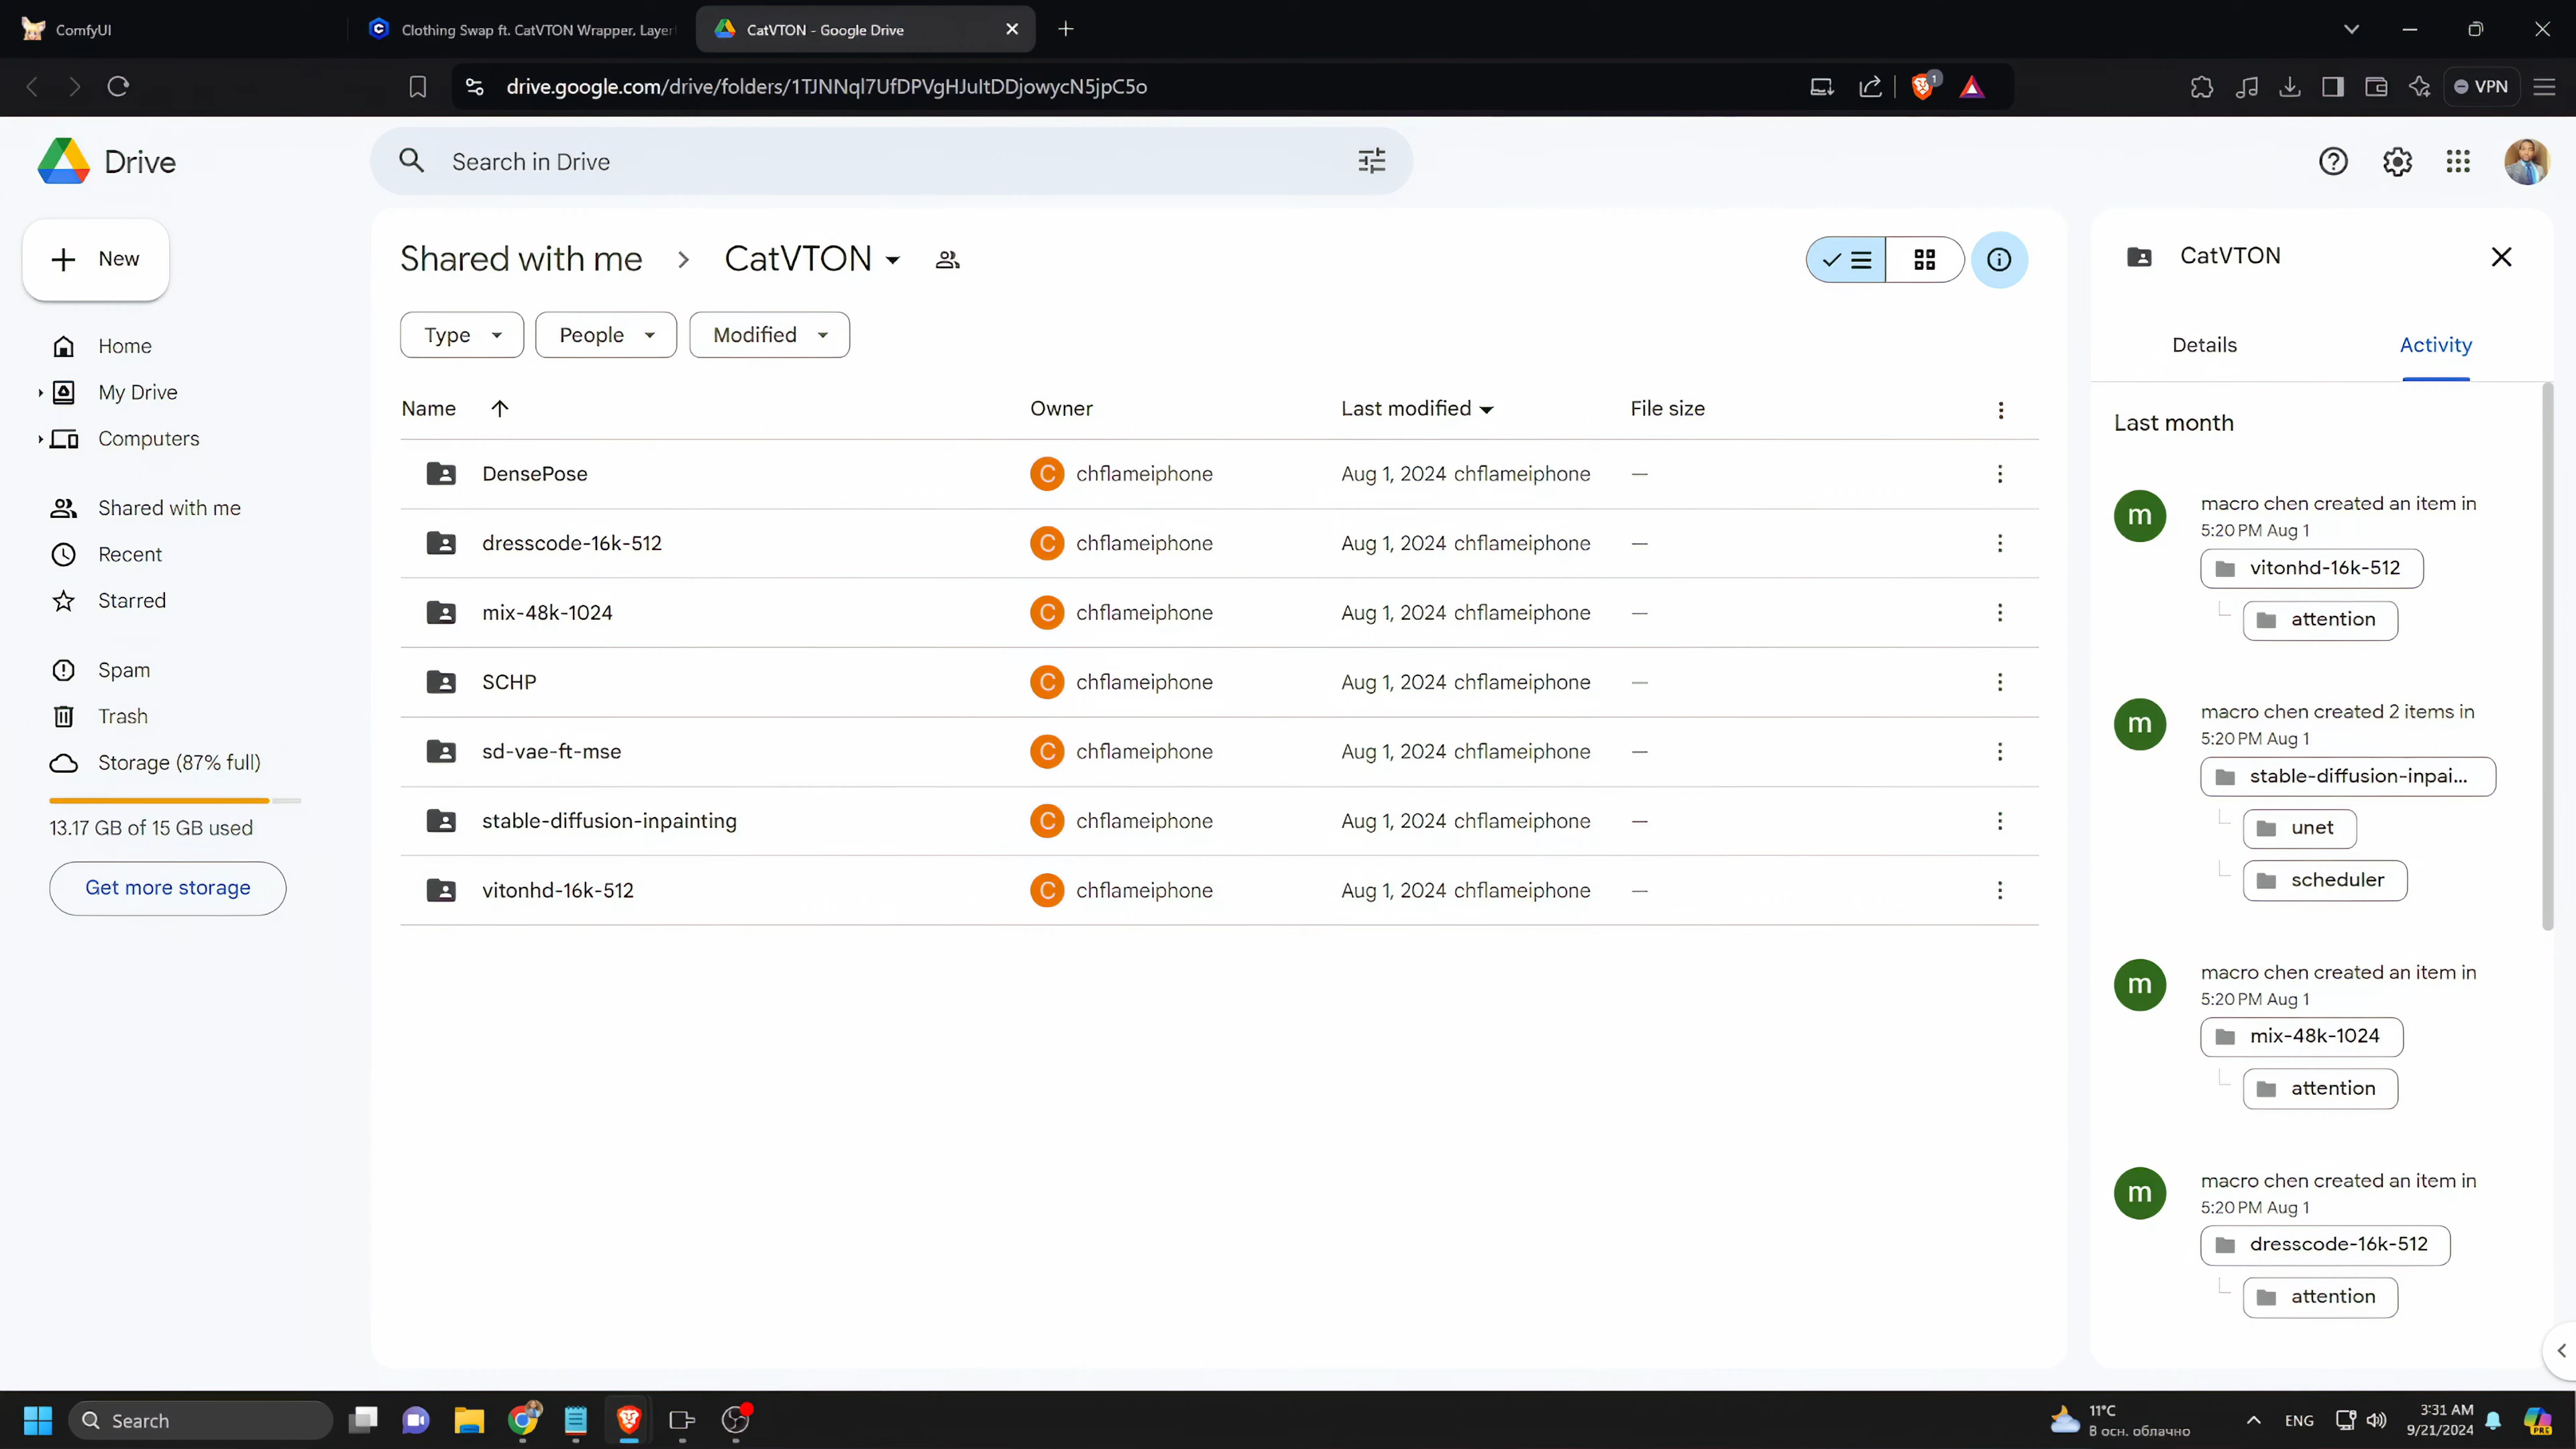 ComfyUI
Clothing Swap ft. CatVTON Wrapper, Layer
CatVTON - Google Drive
drive.google.com/drive/folders/1TJNNql7UfDPVgHJuItDDjowycN5jpC5o
1
VPN
Drive
Search in Drive
New
Home
My Drive
Computers
Shared with me
Recent
Starred
Spam
Trash
Storage (87% full)
13.17 GB of 15 GB used
Get more storage
Shared with me
CatVTON
Type
People
Modified
Name
Owner
Last modified
File size
DensePose C chflameiphone Aug 1, 2024 chflameiphone —
dresscode-16k-512 C chflameiphone Aug 1, 2024 chflameiphone —
mix-48k-1024 C chflameiphone Aug 1, 2024 chflameiphone —
SCHP C chflameiphone Aug 1, 2024 chflameiphone —
sd-vae-ft-mse C chflameiphone Aug 1, 2024 chflameiphone —
stable-diffusion-inpainting C chflameiphone Aug 1, 2024 chflameiphone —
vitonhd-16k-512 C chflameiphone Aug 1, 2024 chflameiphone —
CatVTON
Details
Activity
Last month
m
macro chen created an item in
5:20 PM Aug 1
vitonhd-16k-512
attention
m
macro chen created 2 items in
5:20 PM Aug 1
stable-diffusion-inpai...
unet
scheduler
m
macro chen created an item in
5:20 PM Aug 1
mix-48k-1024
attention
m
macro chen created an item in
5:20 PM Aug 1
dresscode-16k-512
attention
Search
11°C
В осн. облачно
ENG
3:31 AM
9/21/2024
PRE